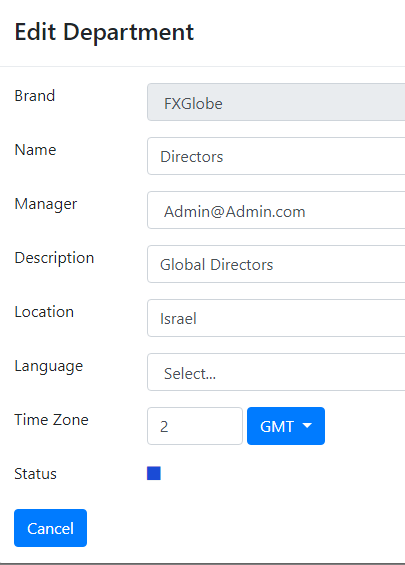 Edit Department
Brand FXGlobe
Name Directors
Manager Admin@Admin.com
Description Global Directors
Location Israel
Language Select...
Time Zone 2 GMT
Status
Cancel